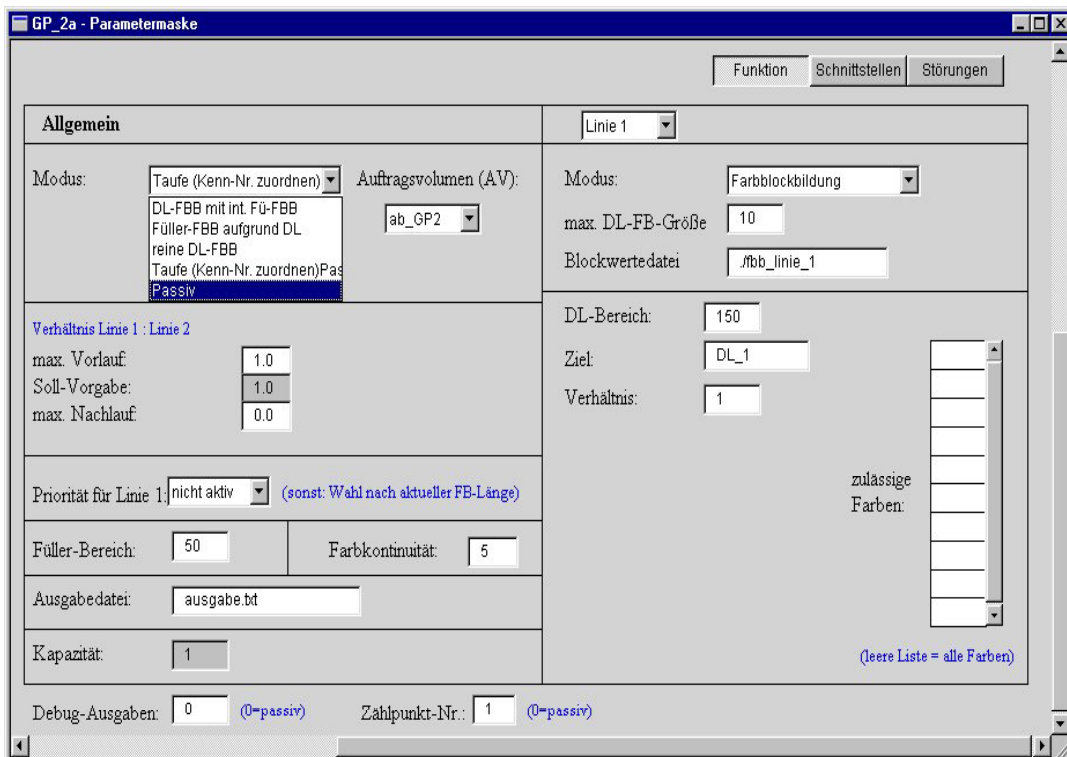 GP_2a - Parametermaske
Funktion Schnittstellen Störungen
Allgemein
Linie 1
Modus: Taufe (Kenn-Nr. zuordnen) Auftragsvolumen (AV):
DL-FBB mit int. Fü-FBB
Füller-FBB aufgrund DL
reine DL-FBB
Taufe (Kenn-Nr. zuordnen)Pas
Passiv
ab_GP2
Modus: Farbblockbildung
max. DL-FB-Größe 10
Blockwertedatei ./fbb_linie_1
Verhältnis Linie 1 : Linie 2
max. Vorlauf: 1.0
Soll-Vorgabe: 1.0
max. Nachlauf: 0.0
DL-Bereich: 150
Ziel: DL_1
Verhältnis: 1
zulässige
Farben:
(leere Liste = alle Farben)
Priorität für Linie 1: nicht aktiv (sonst: Wahl nach aktueller FB-Länge)
Füller-Bereich: 50 Farbkontinuität: 5
Ausgabedatei: ausgabe.txt
Kapazität: 1
Debug-Ausgaben: 0 (0=passiv) Zählpunkt-Nr.: 1 (0=passiv)